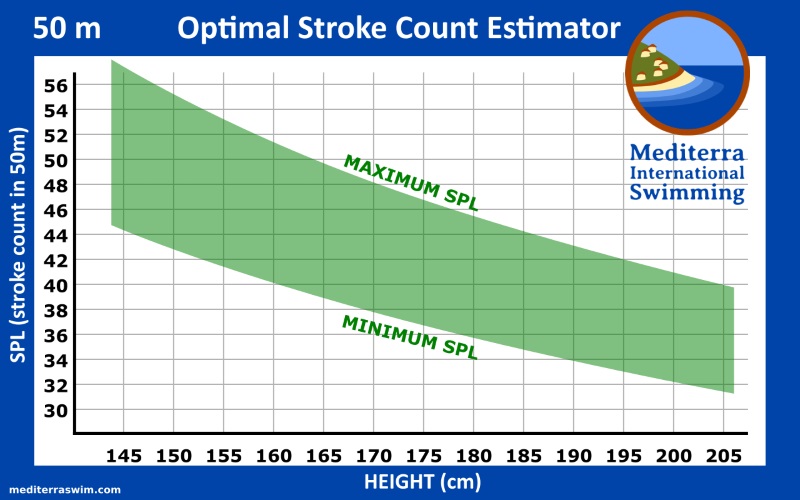 50 m
Optimal Stroke Count Estimator
Mediterra
International
Swimming
SPL (stroke count in 50m)
56
54
52
50
48
46
44
42
40
38
36
34
32
30
MAXIMUM SPL
MINIMUM SPL
145 150 155 160 165 170 175 180 185 190 195 200 205
HEIGHT (cm)
mediterraswim.com